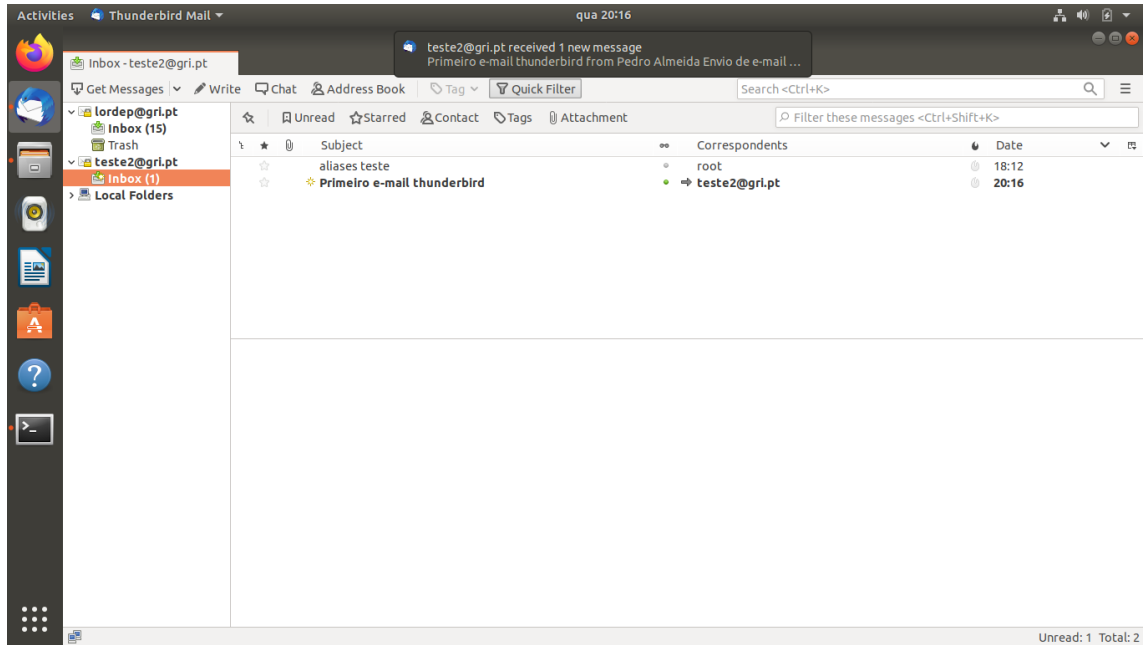 Activities Thunderbird Mail qua 20:16
teste2@gri.pt received 1 new message
Primeiro e-mail thunderbird from Pedro Almeida Envio de e-mail ...
Inbox - teste2@gri.pt
Get Messages Write Chat Address Book Tag Quick Filter Search <Ctrl+K>
lordep@gri.pt
Inbox (15)
Trash
teste2@gri.pt
Inbox (1)
Local Folders
Unread Starred Contact Tags Attachment Filter these messages <Ctrl+Shift+K>
Subject Correspondents Date
aliases teste root 18:12
Primeiro e-mail thunderbird teste2@gri.pt 20:16
Unread: 1 Total: 2